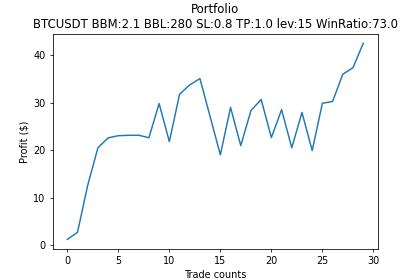 Portfolio
BTCUSDT BBM:2.1 BBL:280 SL:0.8 TP:1.0 lev:15 WinRatio:73.0
40
30
20
10
0
Profit ($)
0 5 10 15 20 25 30
Trade counts